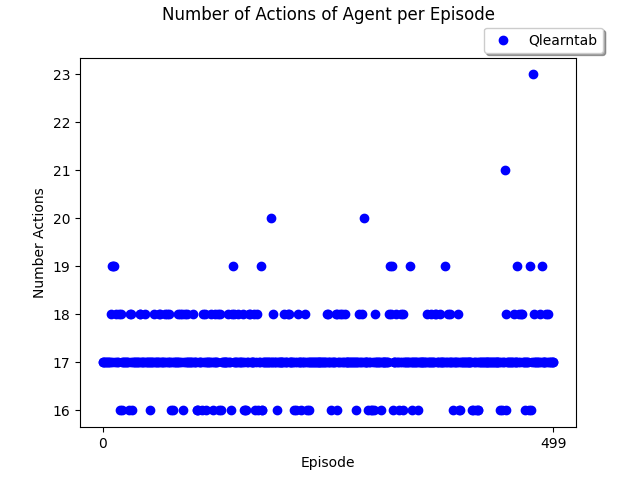 Number of Actions of Agent per Episode
Qlearntab
23
22
21
20
19
18
17
16
Number Actions
0
499
Episode